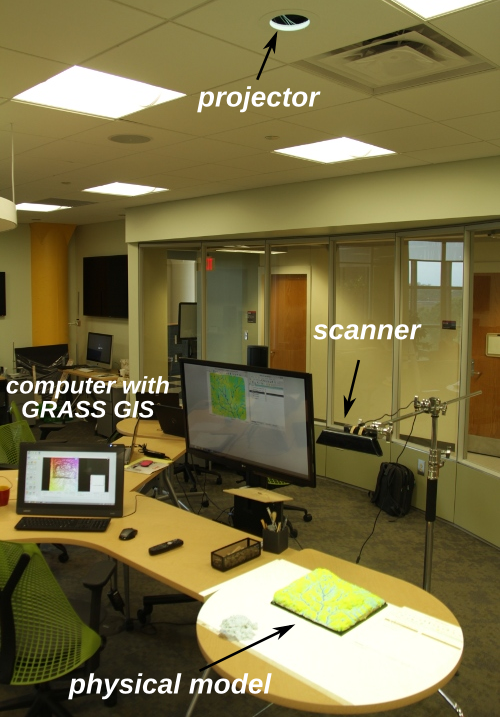 projector
scanner
computer with
GRASS GIS
physical model